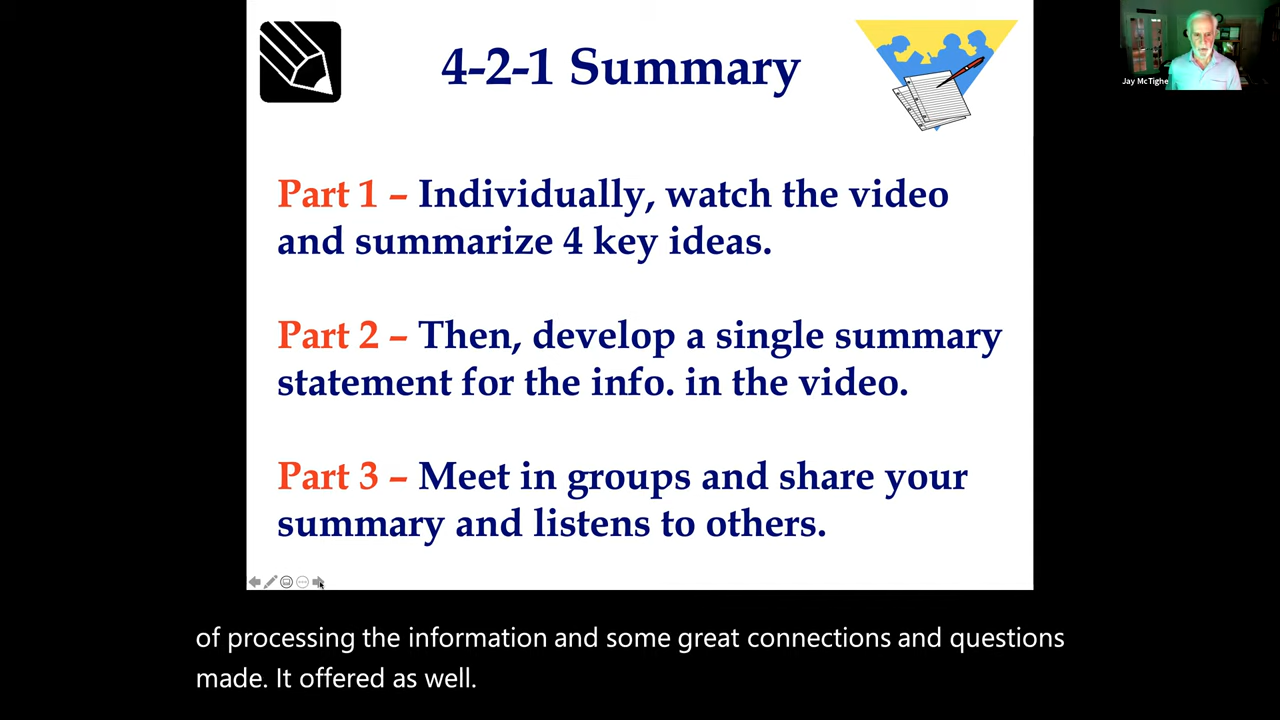 4-2-1 Summary
Jay McTighe
Part 1 – Individually, watch the video
and summarize 4 key ideas.
Part 2 – Then, develop a single summary
statement for the info. in the video.
Part 3 – Meet in groups and share your
summary and listens to others.
of processing the information and some great connections and questions
made. It offered as well.